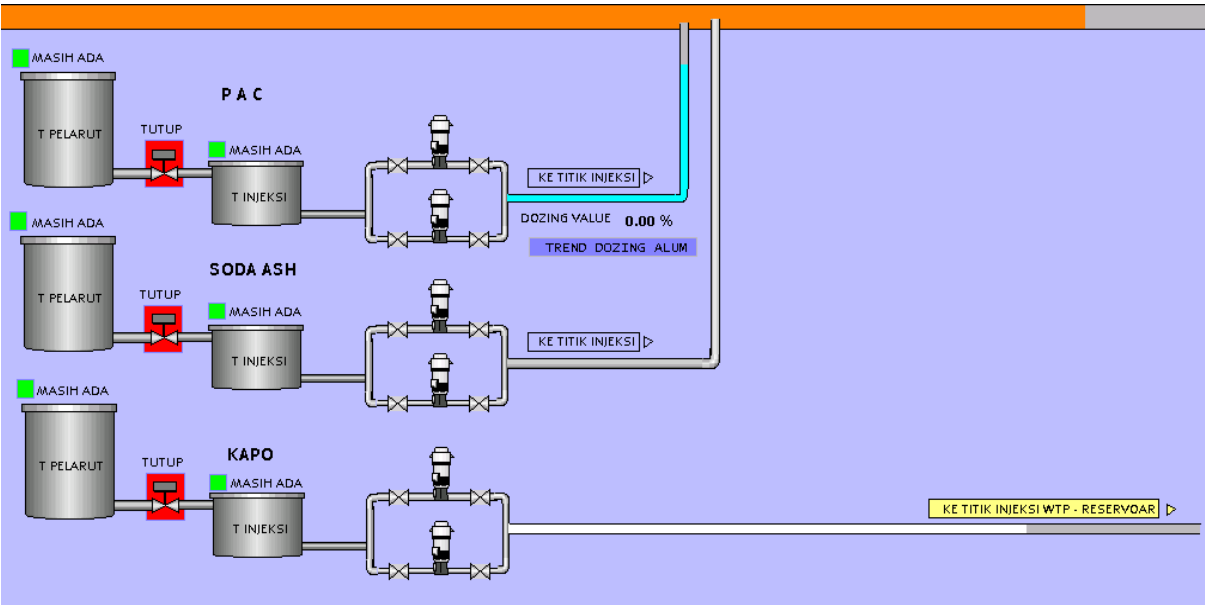 MASIH ADA
P A C
T PELARUT
TUTUP
MASIH ADA
T INJEKSI
KE TITIK INJEKSI
DOZING VALUE 0.00 %
TREND DOZING ALUM
MASIH ADA
SODA ASH
T PELARUT
TUTUP
MASIH ADA
T INJEKSI
KE TITIK INJEKSI
MASIH ADA
KAPO
T PELARUT
TUTUP
MASIH ADA
T INJEKSI
KE TITIK INJEKSI WTP - RESERVOAR